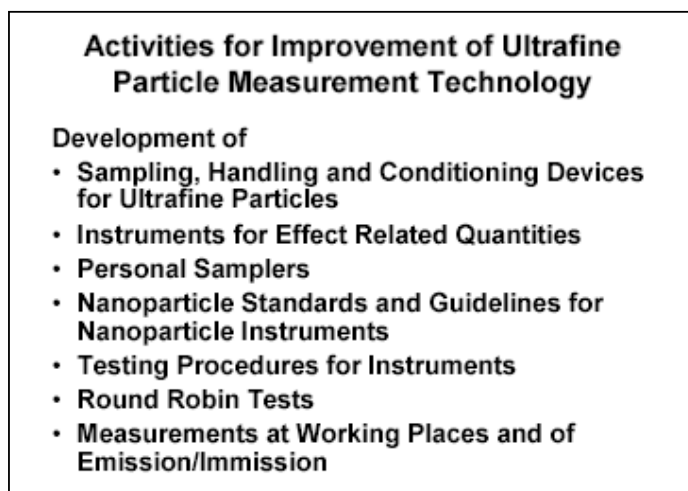 Activities for Improvement of Ultrafine
Particle Measurement Technology
Development of
• Sampling, Handling and Conditioning Devices
for Ultrafine Particles
• Instruments for Effect Related Quantities
• Personal Samplers
• Nanoparticle Standards and Guidelines for
Nanoparticle Instruments
• Testing Procedures for Instruments
• Round Robin Tests
• Measurements at Working Places and of
Emission/Immission